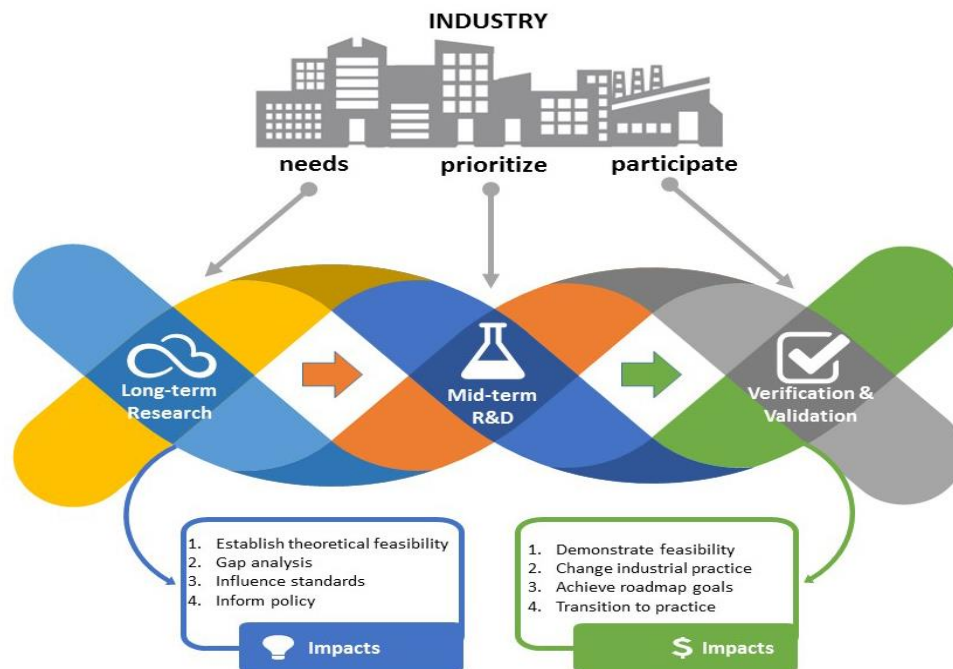 INDUSTRY
needs
prioritize
participate
Long-term
Research
Mid-term
R&D
Verification &
Validation
1. Establish theoretical feasibility
2. Gap analysis
3. Influence standards
4. Inform policy
Impacts
1. Demonstrate feasibility
2. Change industrial practice
3. Achieve roadmap goals
4. Transition to practice
$ Impacts